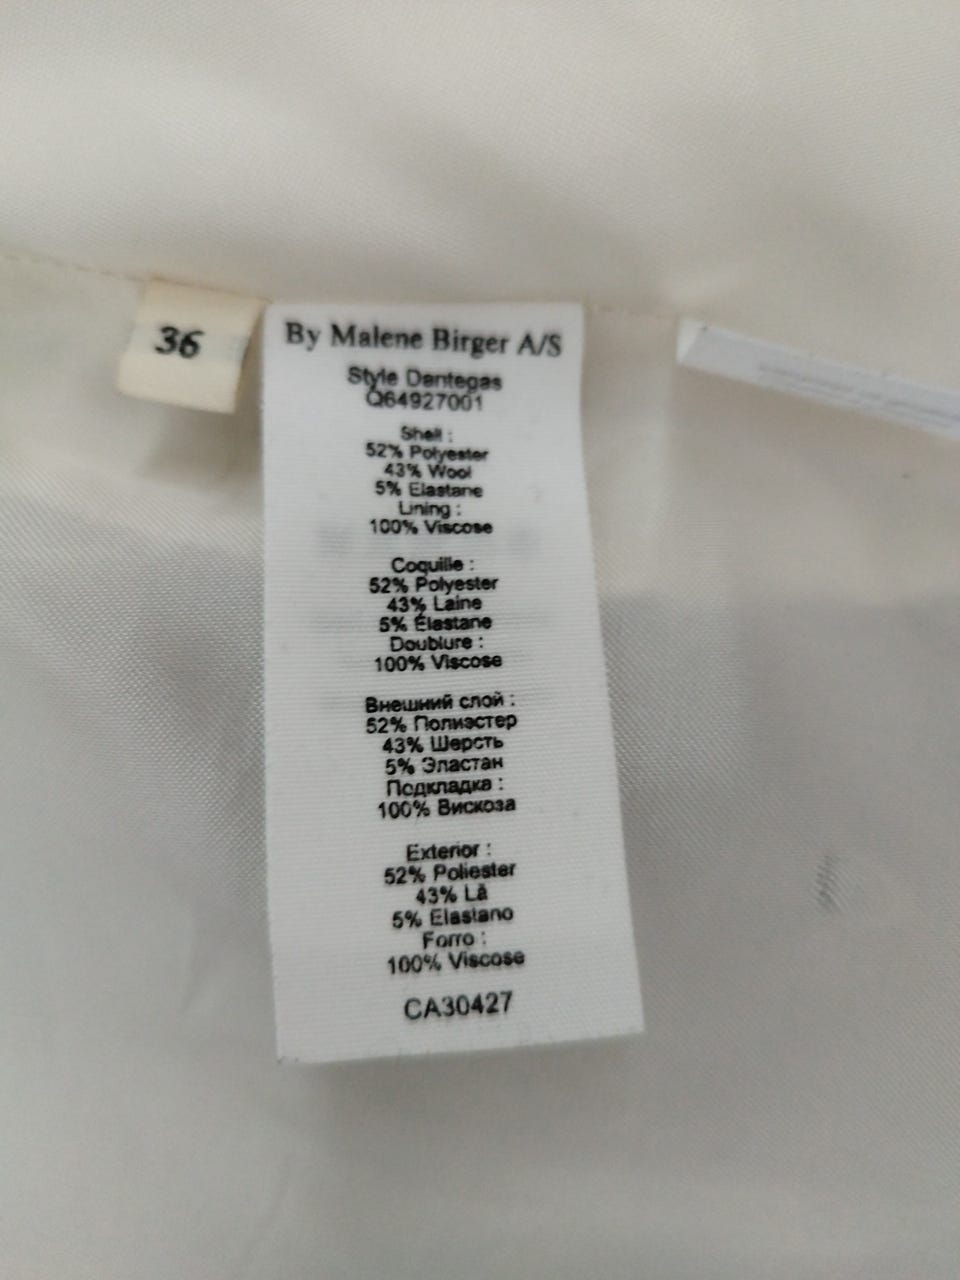 36
By Malene Birger A/S
Style Dantegas
Q64927001
Shell :
52% Polyester
43% Wool
5% Elastane
Lining :
100% Viscose
Coquille :
52% Polyester
43% Laine
5% Élastane
Doublure :
100% Viscose
Внешний слой :
52% Полиэстер
43% Шерсть
5% Эластан
Подкладка :
100% Вискоза
Exterior :
52% Poliester
43% Lã
5% Elastano
Forro :
100% Viscose
CA30427